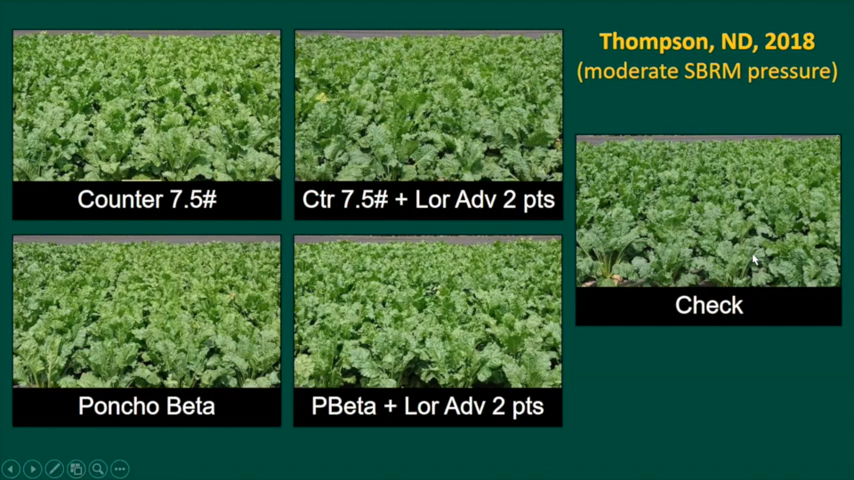 Thompson, ND, 2018
(moderate SBRM pressure)
Counter 7.5#
Ctr 7.5# + Lor Adv 2 pts
Check
Poncho Beta
PBeta + Lor Adv 2 pts